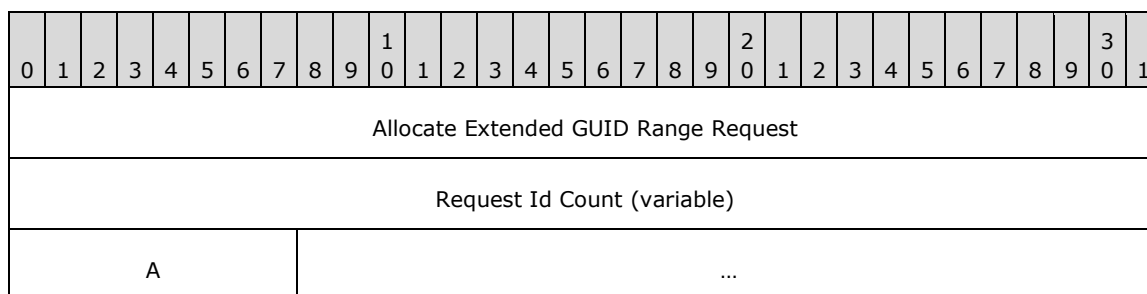 1 2 3
0 1 2 3 4 5 6 7 8 9 0 1 2 3 4 5 6 7 8 9 0 1 2 3 4 5 6 7 8 9 0 1
Allocate Extended GUID Range Request
Request Id Count (variable)
A ...